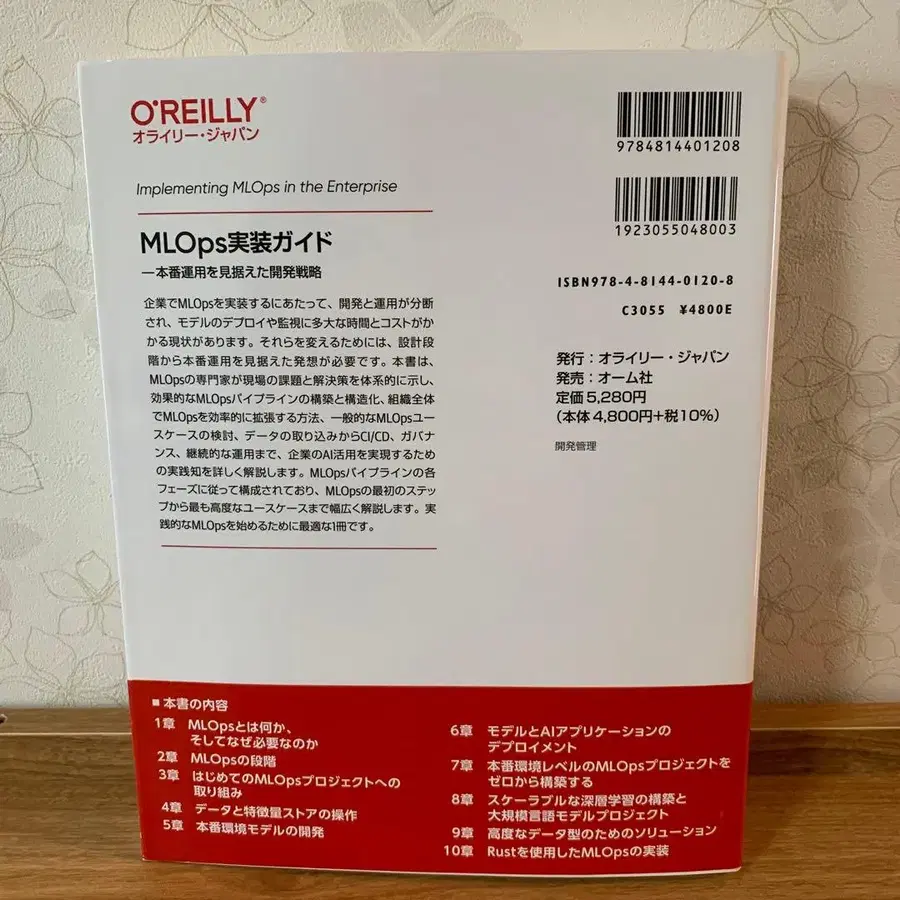 O'REILLY®
オライリー・ジャパン
Implementing MLOps in the Enterprise
MLOps実装ガイド
―本番運用を見据えた開発戦略
企業でMLOpsを実装するにあたって、開発と運用が分断
され、モデルのデプロイや監視に多大な時間とコストがか
かる現状があります。それらを変えるためには、設計段
階から本番運用を見据えた発想が必要です。本書は、
MLOpsの専門家が現場の課題と解決策を体系的に示し、
効果的なMLOpsパイプラインの構築と構造化、組織全体
でMLOpsを効率的に拡張する方法、一般的なMLOpsユー
スケースの検討、データの取り込みからCI/CD、ガバナ
ンス、継続的な運用まで、企業のAI活用を実現するため
の実践知を詳しく解説します。MLOpsパイプラインの各
フェーズに従って構成されており、MLOpsの最初のステッ
プから最も高度なユースケースまで幅広く解説します。実
践的なMLOpsを始めるために最適な1冊です。
9784814401208
1923055048003
ISBN978-4-8144-0120-8
C3055 ¥4800E
発行：オライリー・ジャパン
発売：オーム社
定価5,280円
（本体4,800円+税10%）
開発管理
■ 本書の内容
1章 MLOpsとは何か、
そしてなぜ必要なのか
2章 MLOpsの段階
3章 はじめてのMLOpsプロジェクトへの
取り組み
4章 データと特徴量ストアの操作
5章 本番環境モデルの開発
6章 モデルとAIアプリケーションの
デプロイメント
7章 本番環境レベルのMLOpsプロジェクトを
ゼロから構築する
8章 スケーラブルな深層学習の構築と
大規模言語モデルプロジェクト
9章 高度なデータ型のためのソリューション
10章 Rustを使用したMLOpsの実装